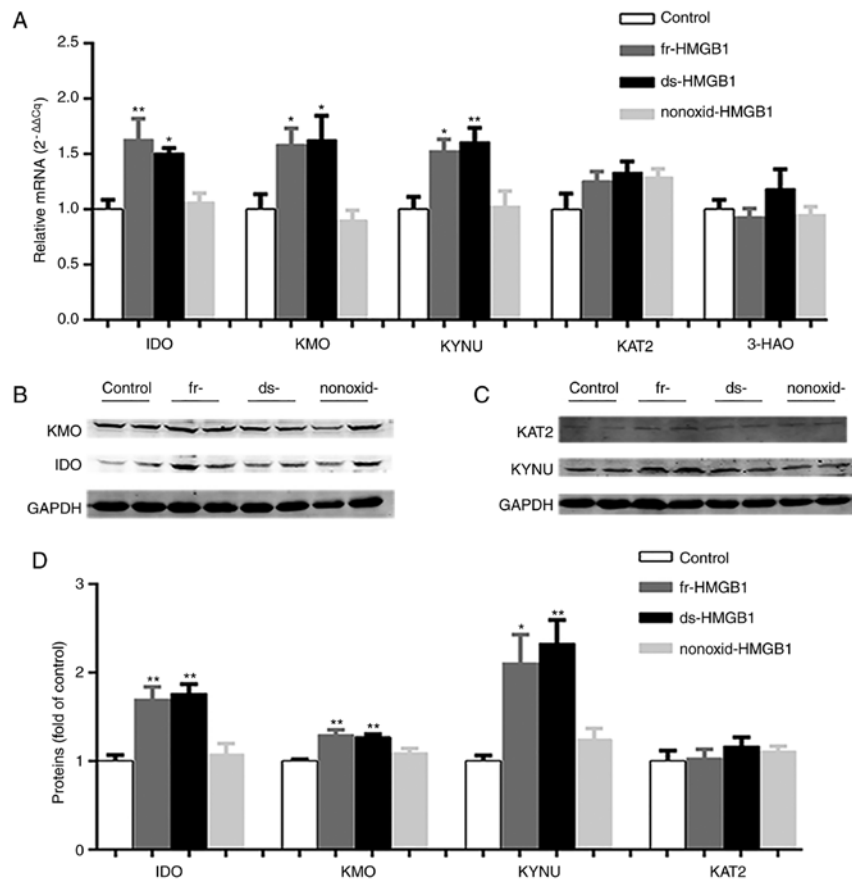 A
Control
fr-HMGB1
ds-HMGB1
nonoxid-HMGB1
Relative mRNA (2^-ΔΔCq)
2.5
2.0
1.5
1.0
0.5
0.0
** * * * * **
IDO KMO KYNU KAT2 3-HAO
B
Control fr- ds- nonoxid-
KMO
IDO
GAPDH
C
Control fr- ds- nonoxid-
KAT2
KYNU
GAPDH
D
Control
fr-HMGB1
ds-HMGB1
nonoxid-HMGB1
Proteins (fold of control)
3
2
1
0
** ** ** ** * **
IDO KMO KYNU KAT2